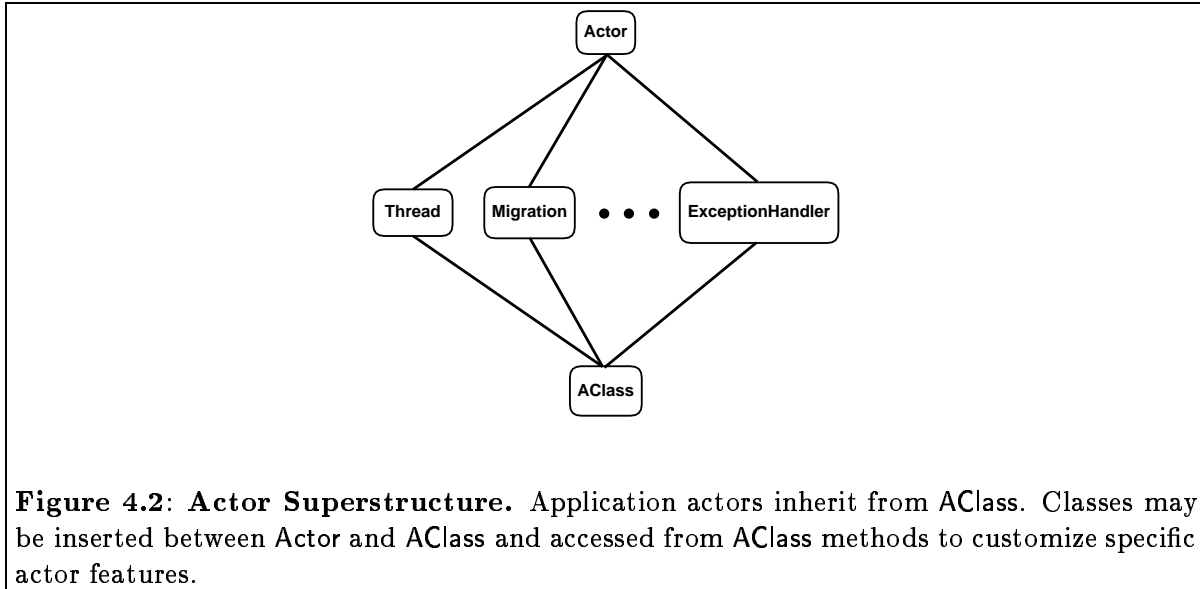 Actor
Thread Migration • • • ExceptionHandler
AClass
Figure 4.2: Actor Superstructure. Application actors inherit from AClass. Classes may
be inserted between Actor and AClass and accessed from AClass methods to customize specific
actor features.